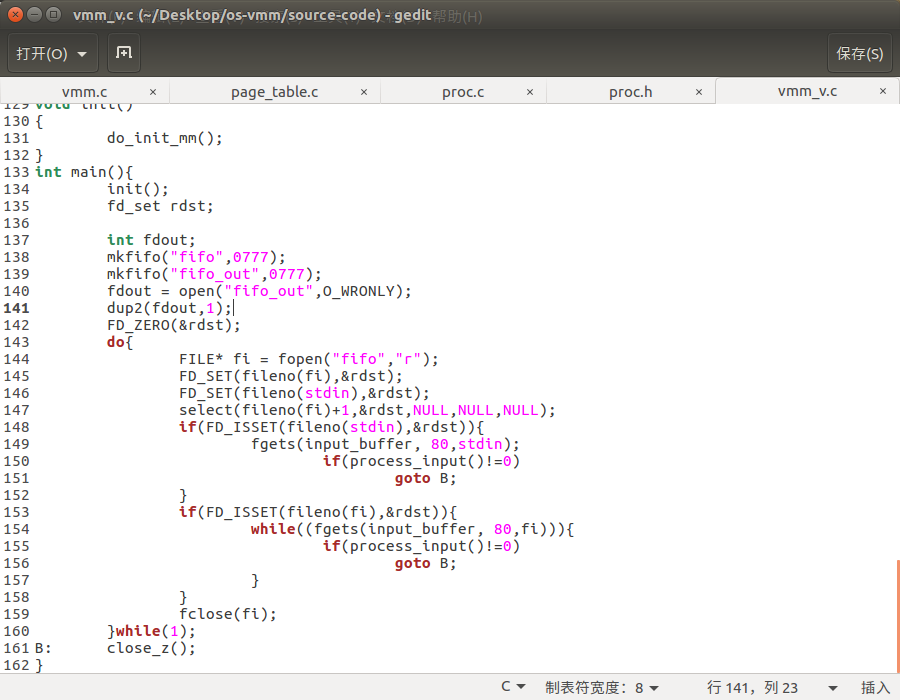 vmm_v.c (~/Desktop/os-vmm/source-code) - gedit 帮助(H)
打开(O) 保存(S)
vmm.c × page_table.c × proc.c × proc.h × vmm_v.c ×
129 void init()
130 {
131 do_init_mm();
132 }
133 int main(){
134 init();
135 fd_set rdst;
136
137 int fdout;
138 mkfifo("fifo",0777);
139 mkfifo("fifo_out",0777);
140 fdout = open("fifo_out",O_WRONLY);
141 dup2(fdout,1);
142 FD_ZERO(&rdst);
143 do{
144 FILE* fi = fopen("fifo","r");
145 FD_SET(fileno(fi),&rdst);
146 FD_SET(fileno(stdin),&rdst);
147 select(fileno(fi)+1,&rdst,NULL,NULL,NULL);
148 if(FD_ISSET(fileno(stdin),&rdst)){
149 fgets(input_buffer, 80,stdin);
150 if(process_input()!=0)
151 goto B;
152 }
153 if(FD_ISSET(fileno(fi),&rdst)){
154 while((fgets(input_buffer, 80,fi))){
155 if(process_input()!=0)
156 goto B;
157 }
158 }
159 fclose(fi);
160 }while(1);
161 B: close_z();
162 }
C 制表符宽度: 8 行 141，列 23 插入